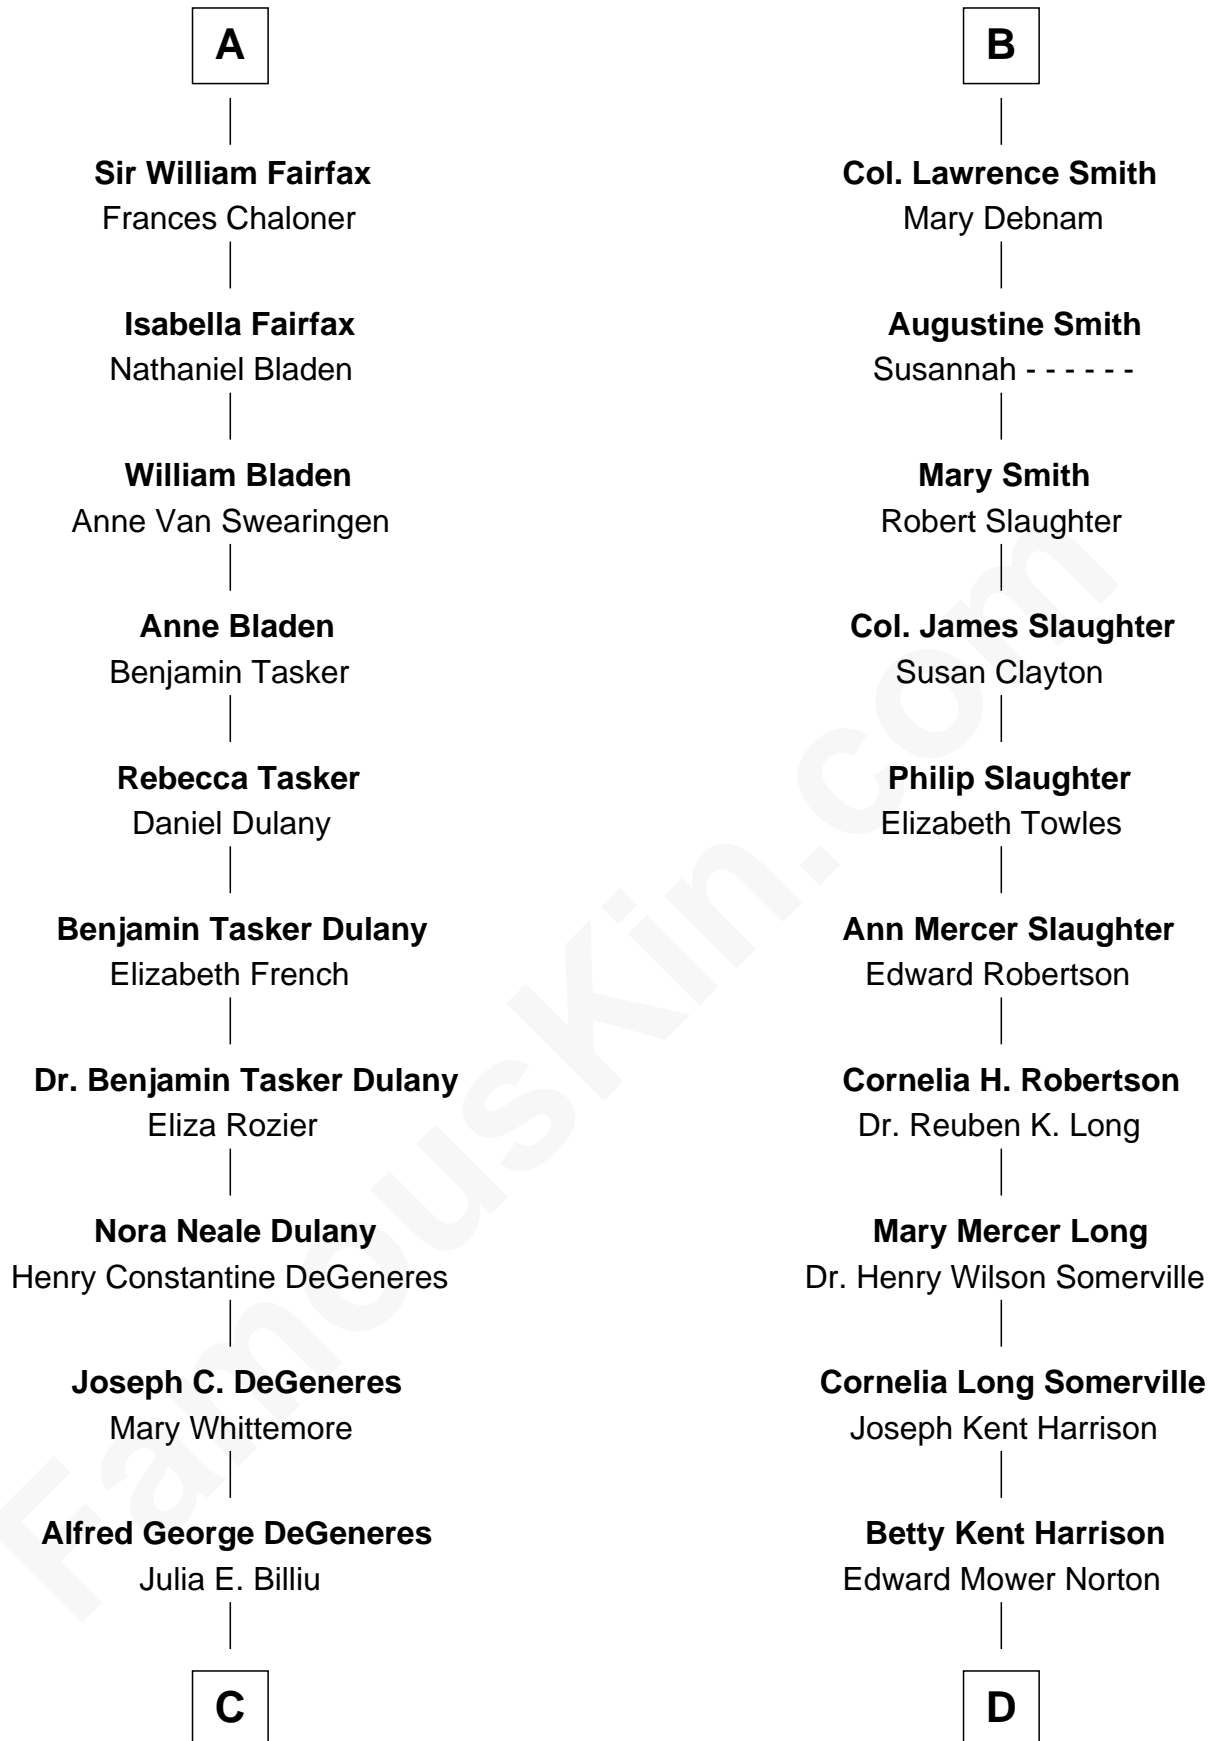 A
Sir William Fairfax
Frances Chaloner
Isabella Fairfax
Nathaniel Bladen
William Bladen
Anne Van Swearingen
Anne Bladen
Benjamin Tasker
Rebecca Tasker
Daniel Dulany
Benjamin Tasker Dulany
Elizabeth French
Dr. Benjamin Tasker Dulany
Eliza Rozier
Nora Neale Dulany
Henry Constantine DeGeneres
Joseph C. DeGeneres
Mary Whittemore
Alfred George DeGeneres
Julia E. Billiu
C
B
Col. Lawrence Smith
Mary Debnam
Augustine Smith
Susannah - - - - - -
Mary Smith
Robert Slaughter
Col. James Slaughter
Susan Clayton
Philip Slaughter
Elizabeth Towles
Ann Mercer Slaughter
Edward Robertson
Cornelia H. Robertson
Dr. Reuben K. Long
Mary Mercer Long
Dr. Henry Wilson Somerville
Cornelia Long Somerville
Joseph Kent Harrison
Betty Kent Harrison
Edward Mower Norton
D
FamousKin.com